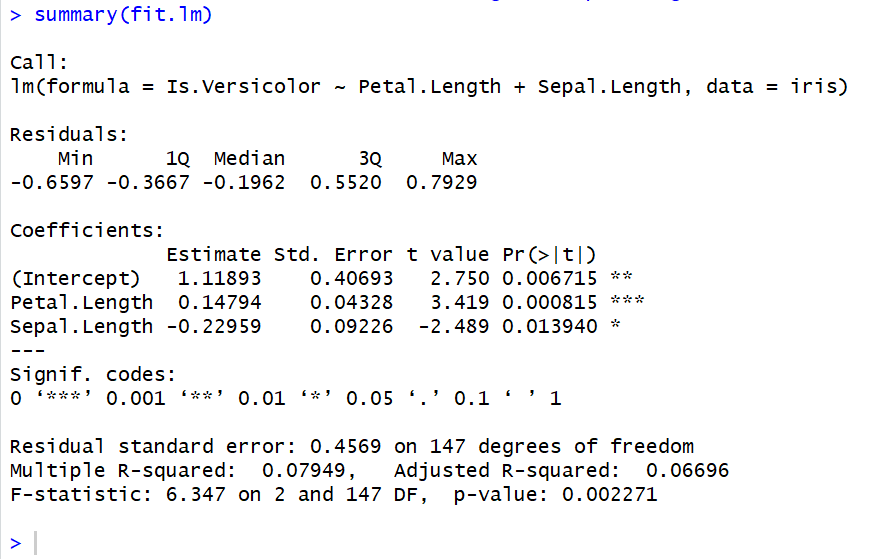 > summary(fit.lm)
Call:
lm(formula = Is.Versicolor ~ Petal.Length + Sepal.Length, data = iris)
Residuals:
    Min      1Q  Median      3Q     Max
-0.6597 -0.3667 -0.1962  0.5520  0.7929
Coefficients:
             Estimate Std. Error t value Pr(>|t|)
(Intercept)   1.11893    0.40693   2.750 0.006715 **
Petal.Length  0.14794    0.04328   3.419 0.000815 ***
Sepal.Length -0.22959    0.09226  -2.489 0.013940 *
---
Signif. codes:
0 ‘***’ 0.001 ‘**’ 0.01 ‘*’ 0.05 ‘.’ 0.1 ‘ ’ 1
Residual standard error: 0.4569 on 147 degrees of freedom
Multiple R-squared:  0.07949,   Adjusted R-squared:  0.06696
F-statistic: 6.347 on 2 and 147 DF,  p-value: 0.002271
>